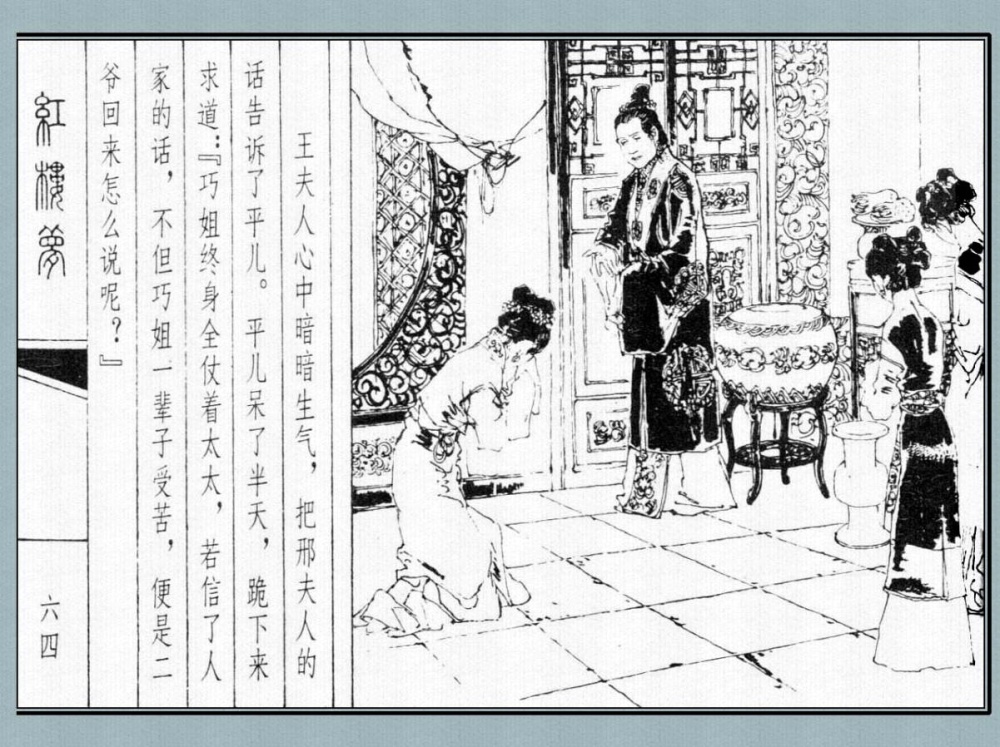 王夫人心中暗暗生气，把邢夫人的
话告诉了平儿。平儿呆了半天，跪下来
求道：『巧姐终身全仗着太太，若信了人
家的话，不但巧姐一辈子受苦，便是二
爷回来怎么说呢？』
紅樓夢
六四